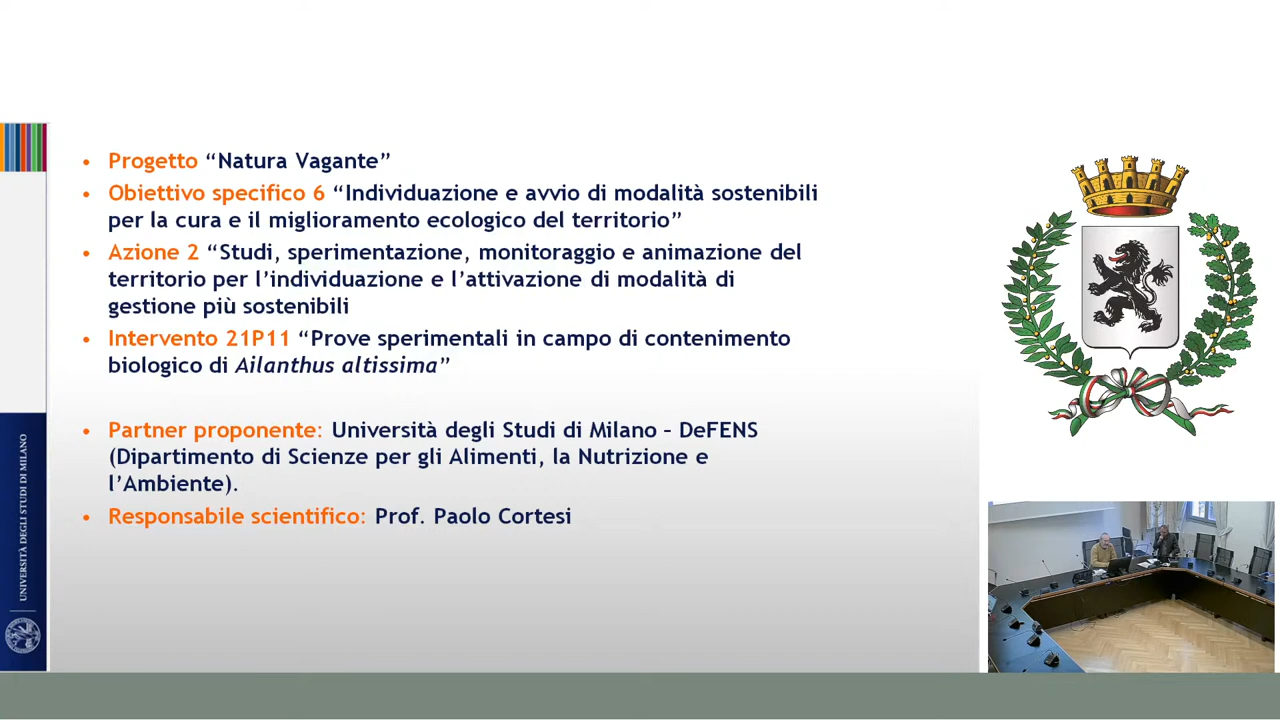 Progetto “Natura Vagante”
Obiettivo specifico 6 “Individuazione e avvio di modalità sostenibili
per la cura e il miglioramento ecologico del territorio”
Azione 2 “Studi, sperimentazione, monitoraggio e animazione del
territorio per l’individuazione e l’attivazione di modalità di
gestione più sostenibili
Intervento 21P11 “Prove sperimentali in campo di contenimento
biologico di Ailanthus altissima”
Partner proponente: Università degli Studi di Milano – DeFENS
(Dipartimento di Scienze per gli Alimenti, la Nutrizione e
l’Ambiente).
Responsabile scientifico: Prof. Paolo Cortesi
UNIVERSITÀ DEGLI STUDI DI MILANO